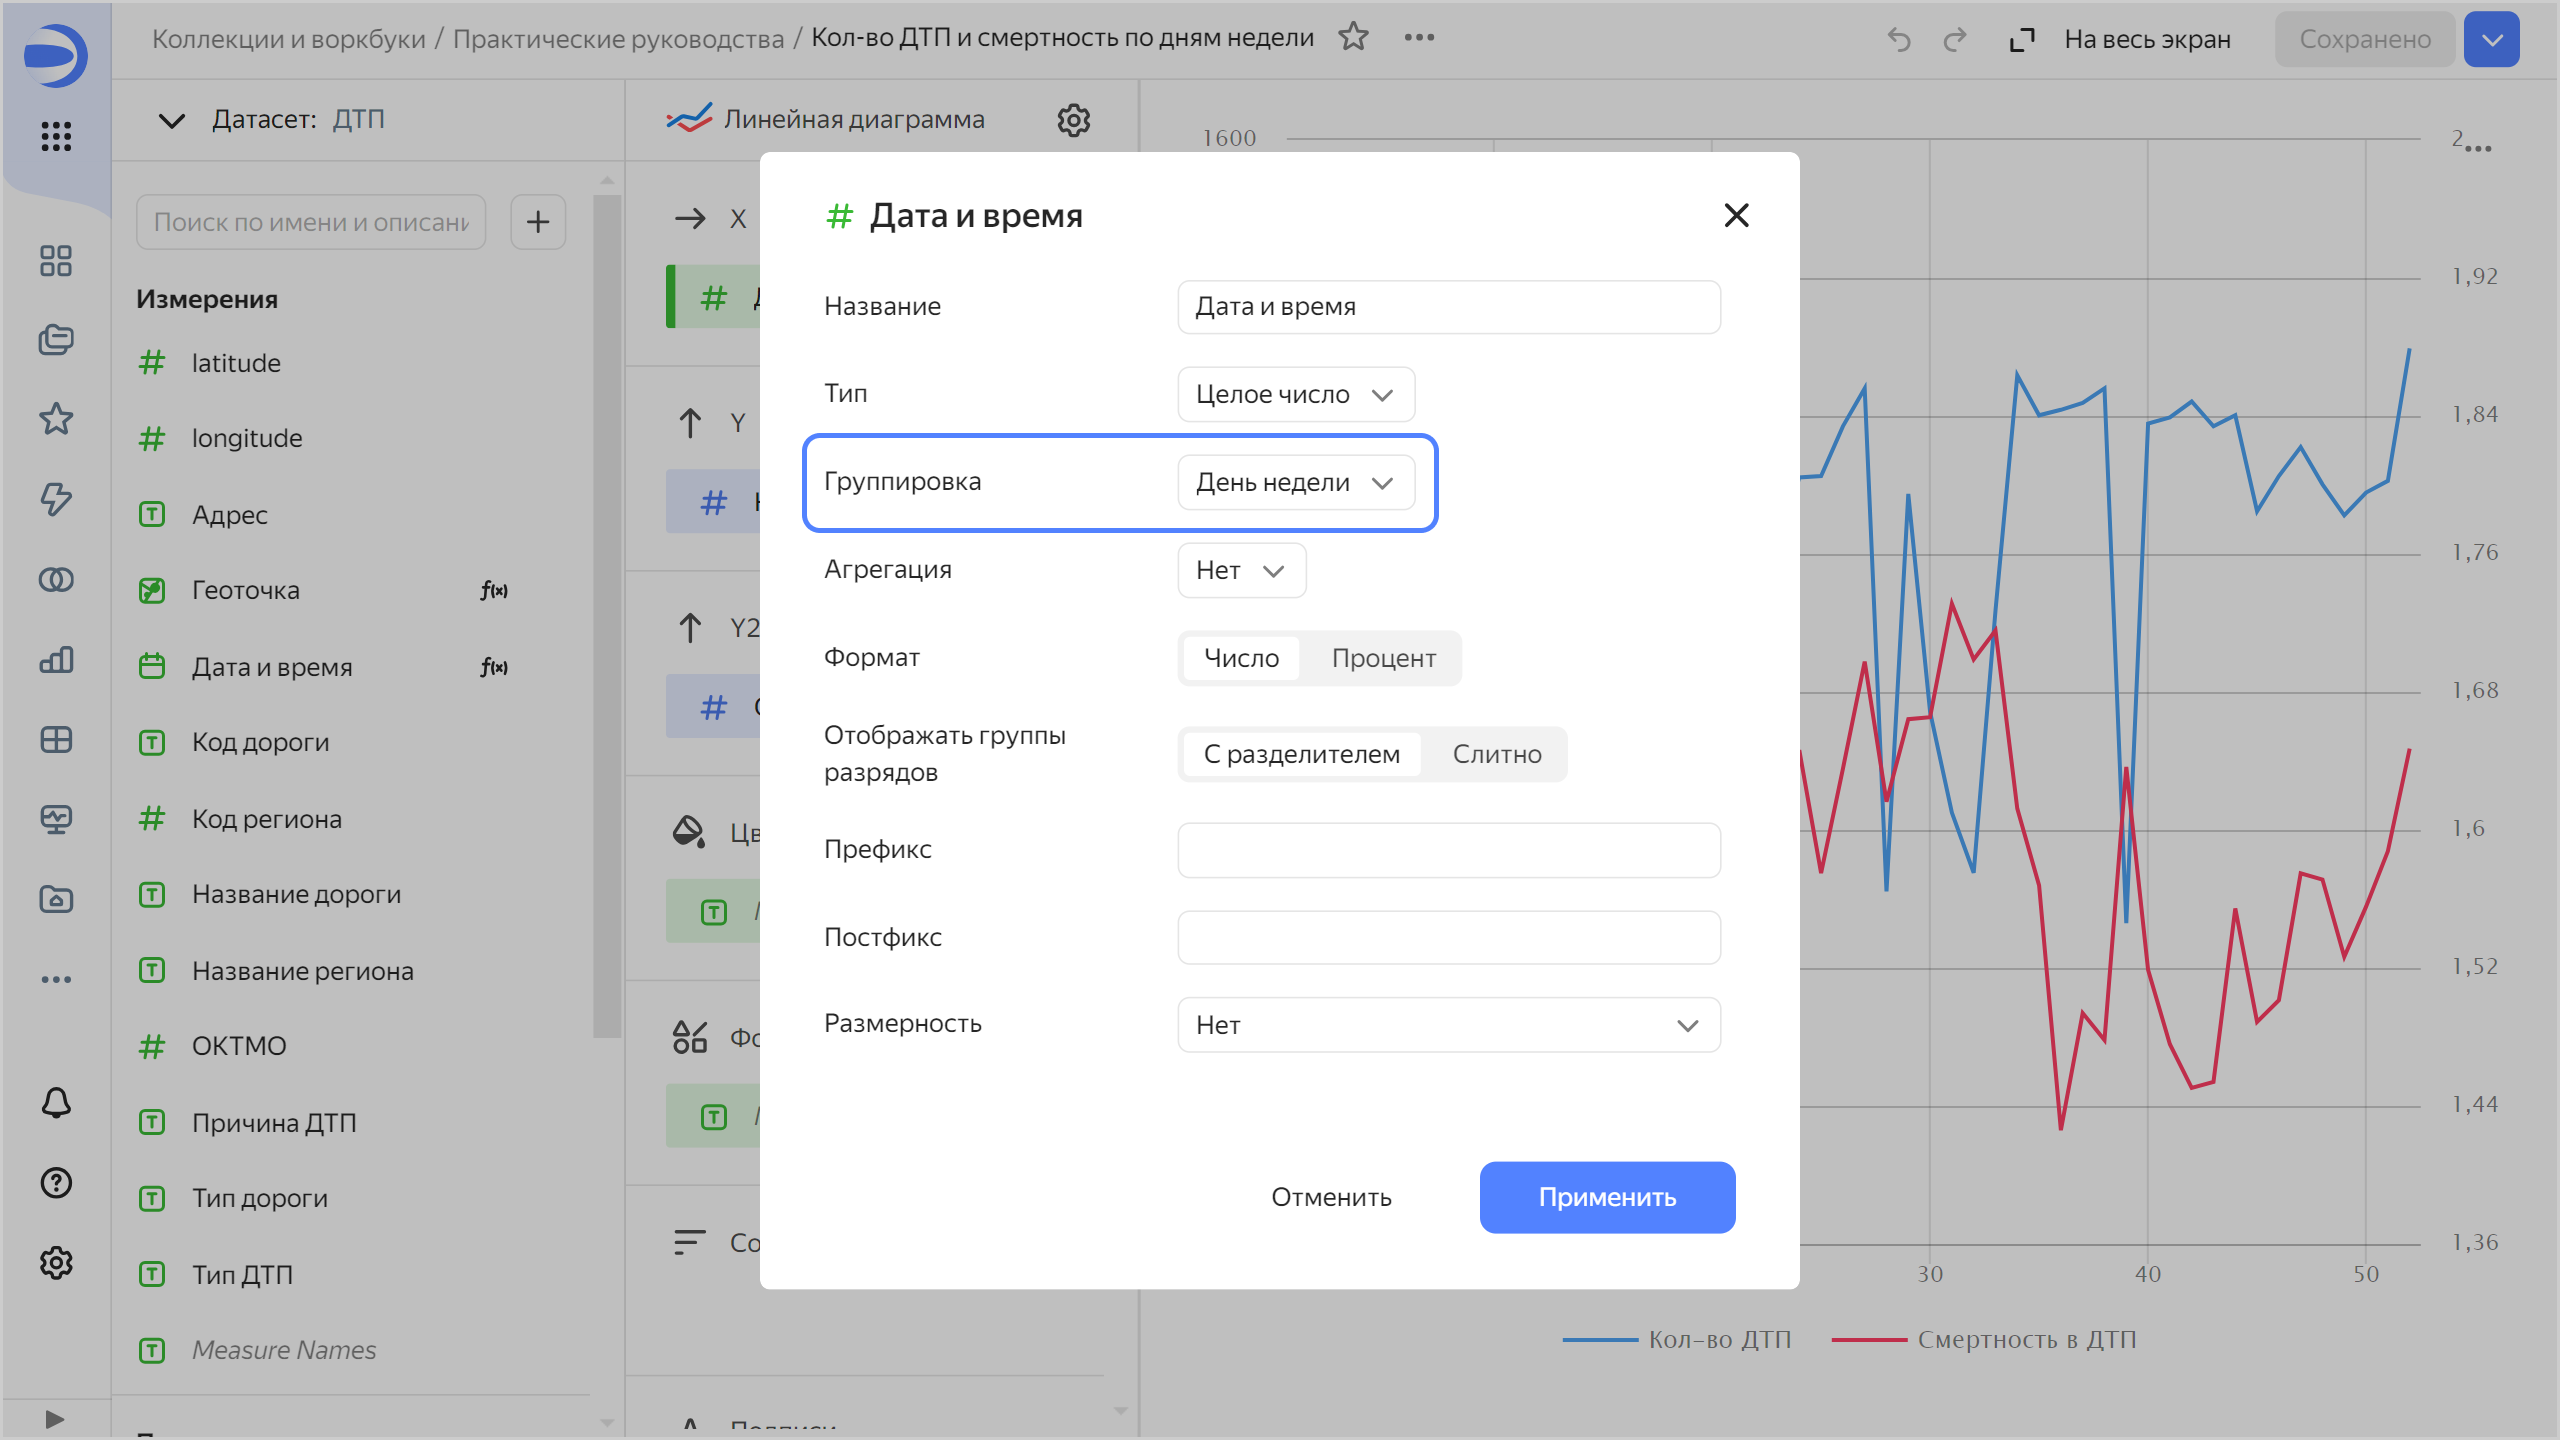 Коллекции и воркбуки / Практические руководства / Кол-во ДТП и смертность по дням недели
На весь экран
Сохранено
Датасет: ДТП
Поиск по имени и описани
Измерения
# latitude
# longitude
Адрес
Геоточка f(x)
Дата и время f(x)
Код дороги
# Код региона
Название дороги
Название региона
# ОКТМО
Причина ДТП
Тип дороги
Тип ДТП
Measure Names
Линейная диаграмма
X
Y
Y2
Цв
Фо
Со
# Дата и время
Название Дата и время
Тип Целое число
Группировка День недели
Агрегация Нет
Формат Число Процент
Отображать группы
разрядов
С разделителем Слитно
Префикс
Постфикс
Размерность Нет
Отменить Применить
1600
2...
1,92
1,84
1,76
1,68
1,6
1,52
1,44
1,36
30 40 50
Кол-во ДТП Смертность в ДТП